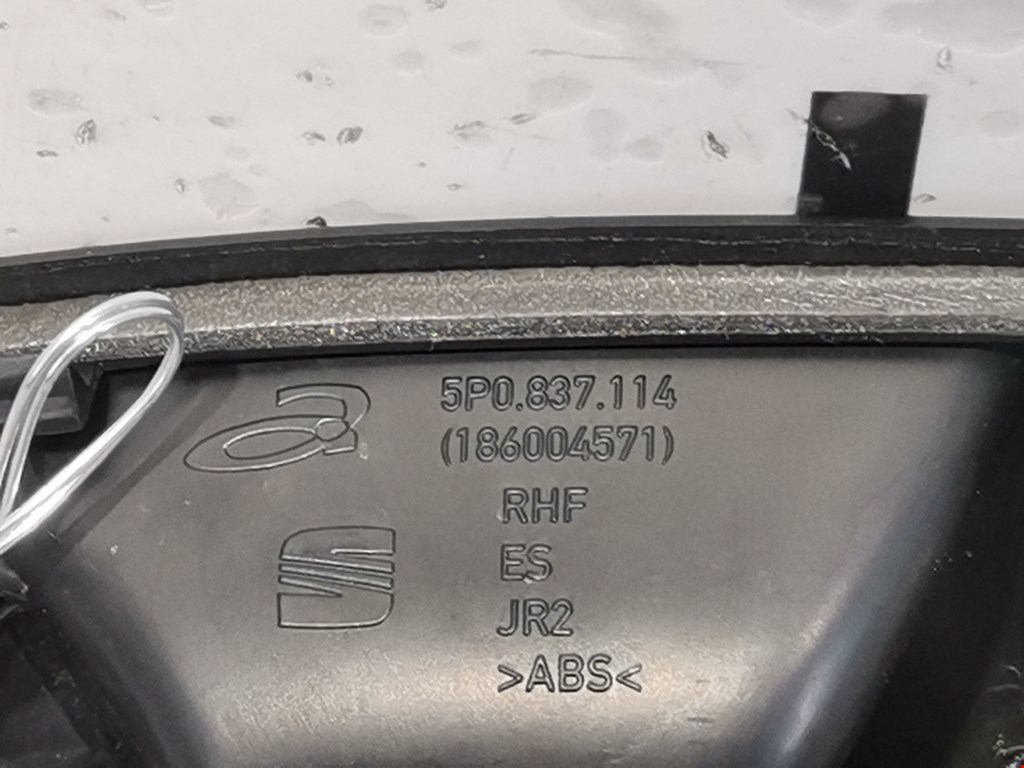 5P0.837.114
(186004571)
RHF
ES
JR2
>ABS<